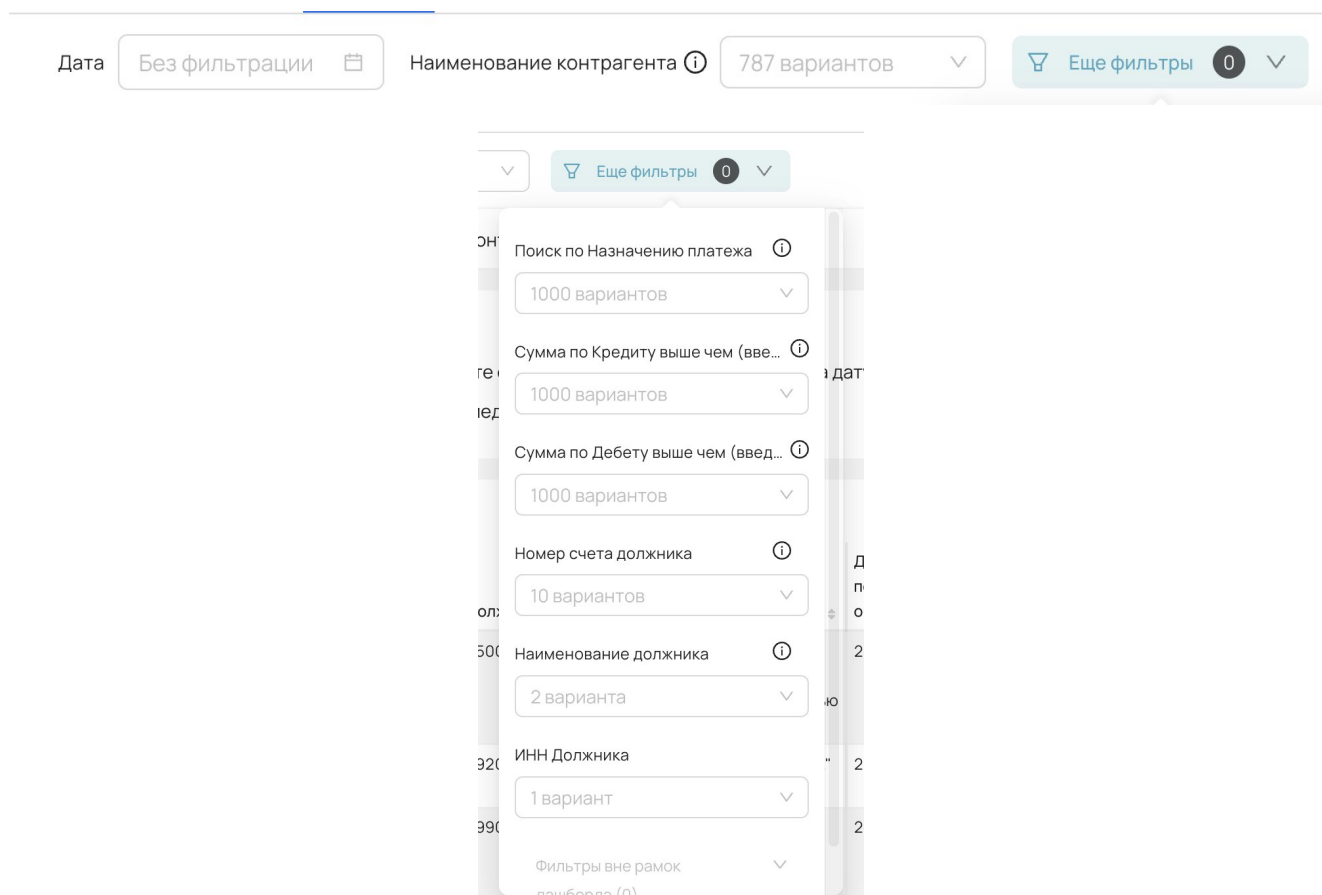 Дата Без фильтрации Наименование контрагента 787 вариантов Еще фильтры 0
Еще фильтры 0
Поиск по Назначению платежа
1000 вариантов
Сумма по Кредиту выше чем (вве...
1000 вариантов
Сумма по Дебету выше чем (введ...
1000 вариантов
Номер счета должника
10 вариантов
Наименование должника
2 варианта
ИНН Должника
1 вариант
Фильтры вне рамок
дашборда (0)